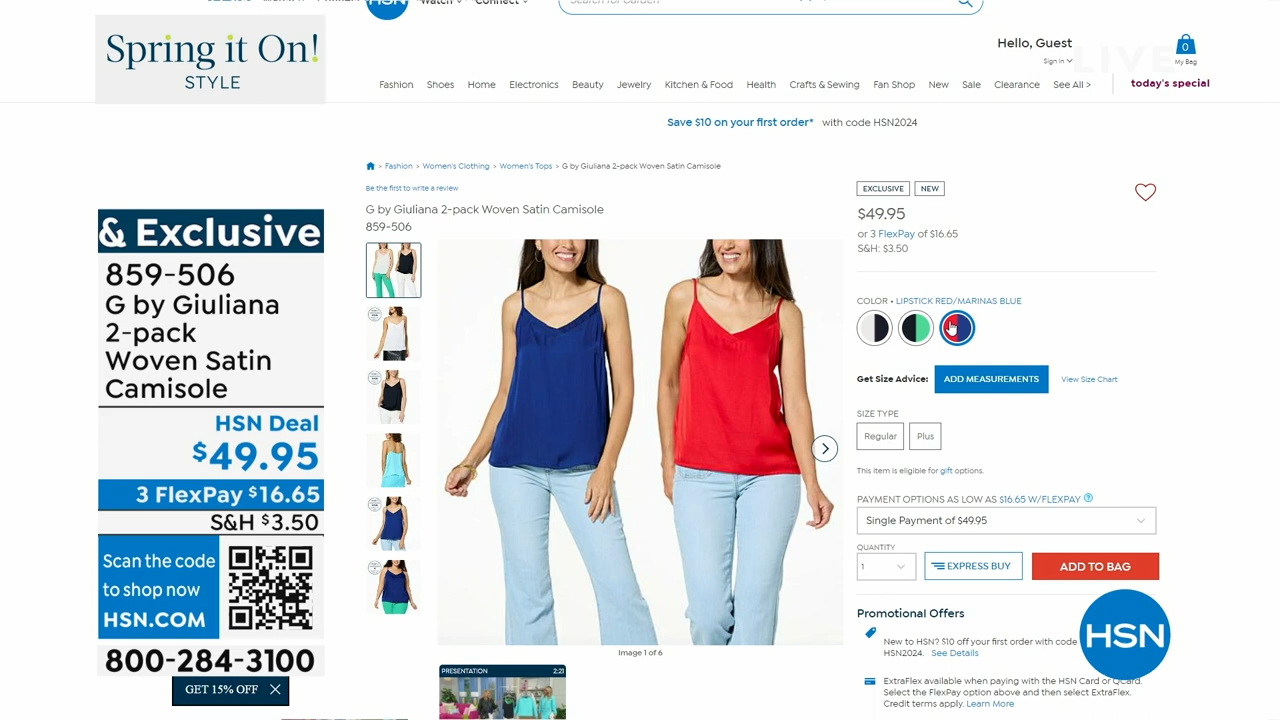 HSN
Watch
Connect
Search for Garden
Spring it On!
STYLE
Hello, Guest
Sign In
LIVE
0
My Bag
Fashion Shoes Home Electronics Beauty Jewelry Kitchen & Food Health Crafts & Sewing Fan Shop New Sale Clearance See All > today's special
Save $10 on your first order* with code HSN2024
> Fashion > Women's Clothing > Women's Tops > G by Giuliana 2-pack Woven Satin Camisole
Be the first to write a review
G by Giuliana 2-pack Woven Satin Camisole
859-506
EXCLUSIVE NEW
$49.95
or 3 FlexPay of $16.65
S&H: $3.50
COLOR • LIPSTICK RED/MARINAS BLUE
Get Size Advice: ADD MEASUREMENTS View Size Chart
SIZE TYPE
Regular Plus
This item is eligible for gift options.
PAYMENT OPTIONS AS LOW AS $16.65 W/FLEXPAY ?
Single Payment of $49.95
QUANTITY
1
EXPRESS BUY
ADD TO BAG
Promotional Offers
New to HSN? $10 off your first order with code
HSN2024. See Details
ExtraFlex available when paying with the HSN Card or QCard.
Select the FlexPay option above and then select ExtraFlex.
Credit terms apply. Learn More
HSN
Image 1 of 6
PRESENTATION 2:21
& Exclusive
859-506
G by Giuliana
2-pack
Woven Satin
Camisole
HSN Deal
$49.95
3 FlexPay $16.65
S&H $3.50
Scan the code
to shop now
HSN.COM
800-284-3100
GET 15% OFF